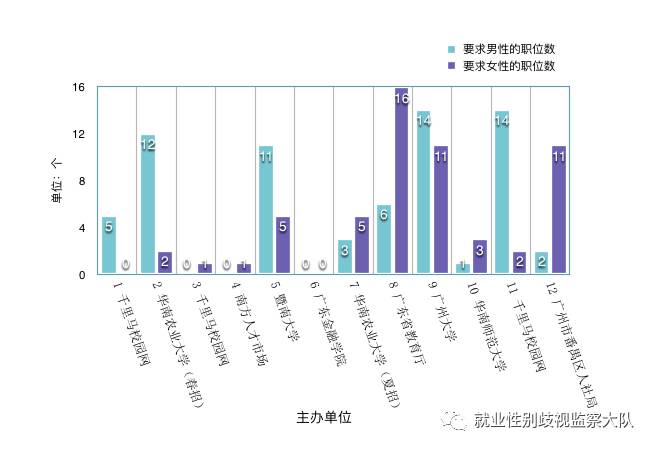 要求男性的职位数
要求女性的职位数
单位：个
16
12
8
4
0
5 0
12 2
0 1
0 1
11 5
0 0
3 5
6 16
14 11
1 3
14 2
2 11
1 千里马校园网
2 华南农业大学（春招）
3 千里马校园网
4 南方人才市场
5 暨南大学
6 广东金融学院
7 华南农业大学（夏招）
8 广东省教育厅
9 广州大学
10 华南师范大学
11 千里马校园网
12 广州市番禺区人社局
主办单位
就业性别歧视监察大队